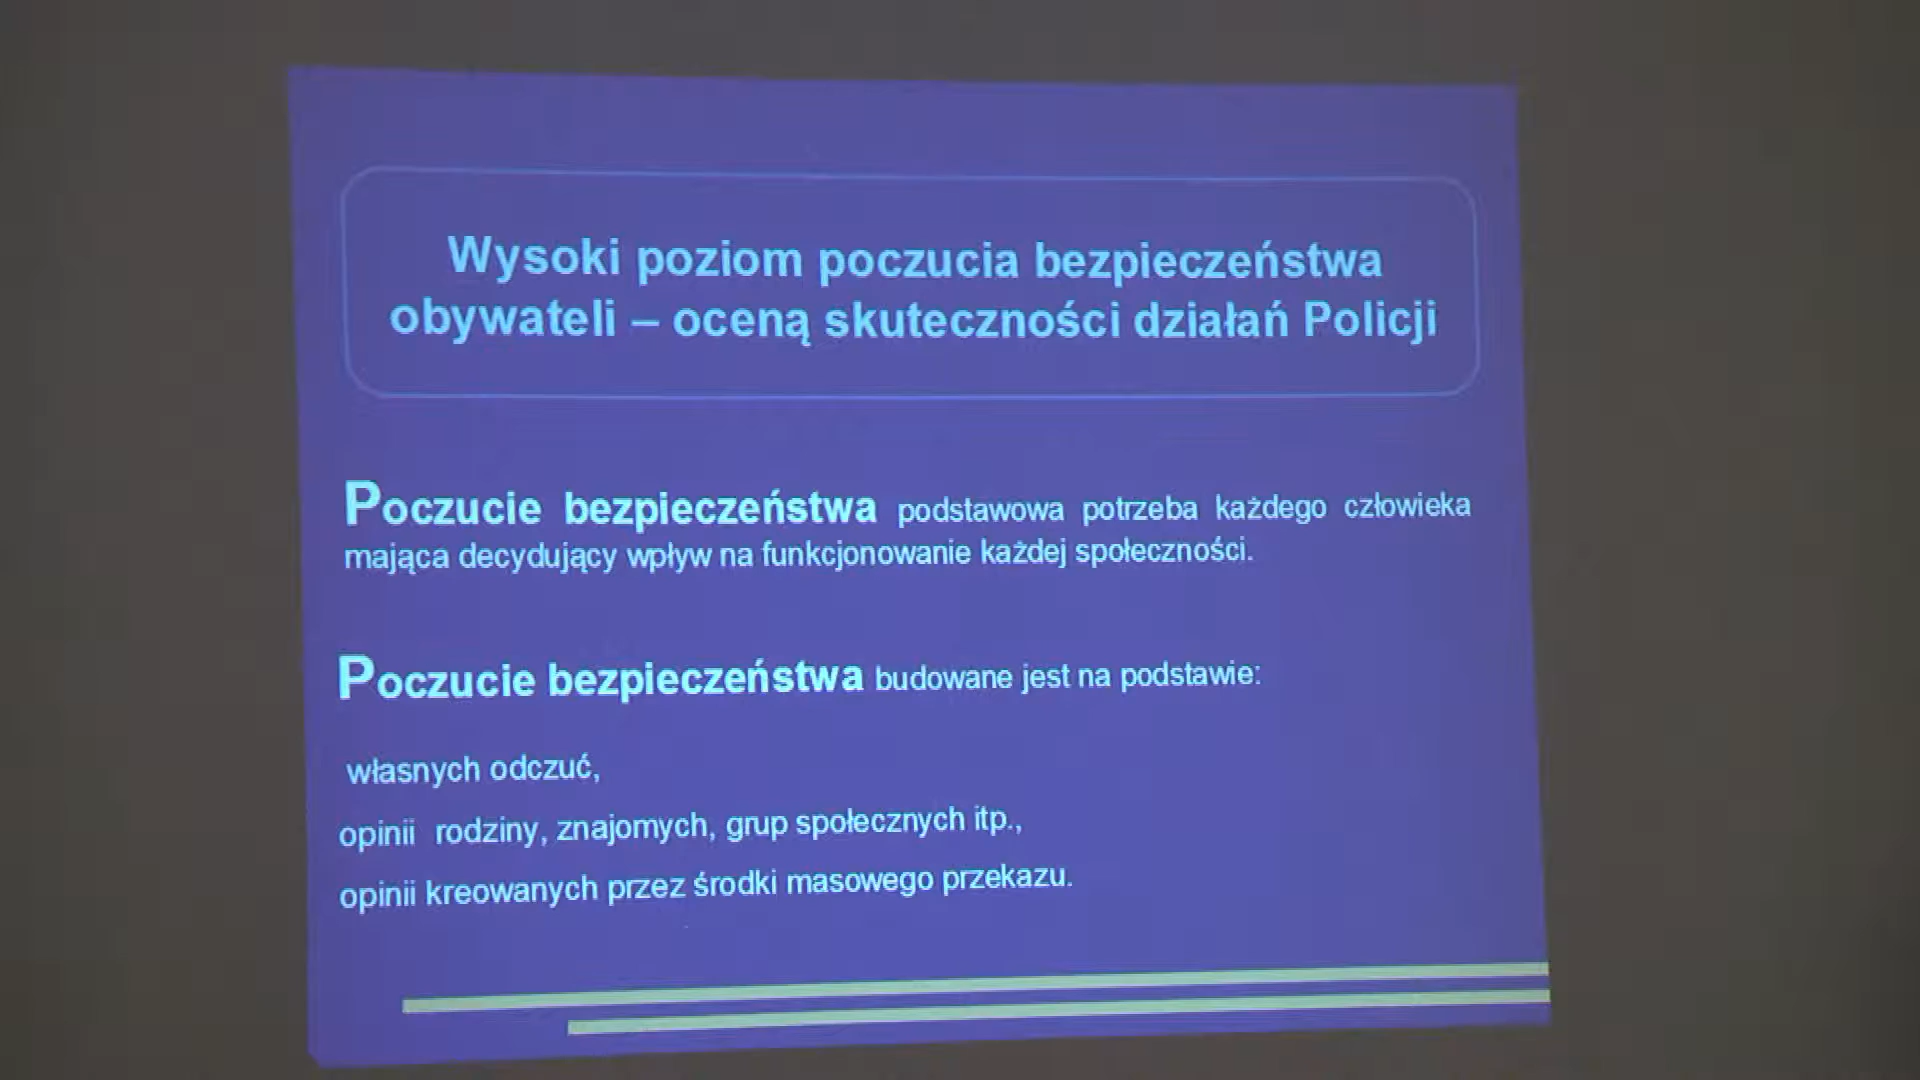 Wysoki poziom poczucia bezpieczeństwa
obywateli – oceną skuteczności działań Policji
Poczucie bezpieczeństwa podstawowa potrzeba każdego człowieka
mająca decydujący wpływ na funkcjonowanie każdej społeczności.
Poczucie bezpieczeństwa budowane jest na podstawie:
własnych odczuć,
opinii rodziny, znajomych, grup społecznych itp.,
opinii kreowanych przez środki masowego przekazu.